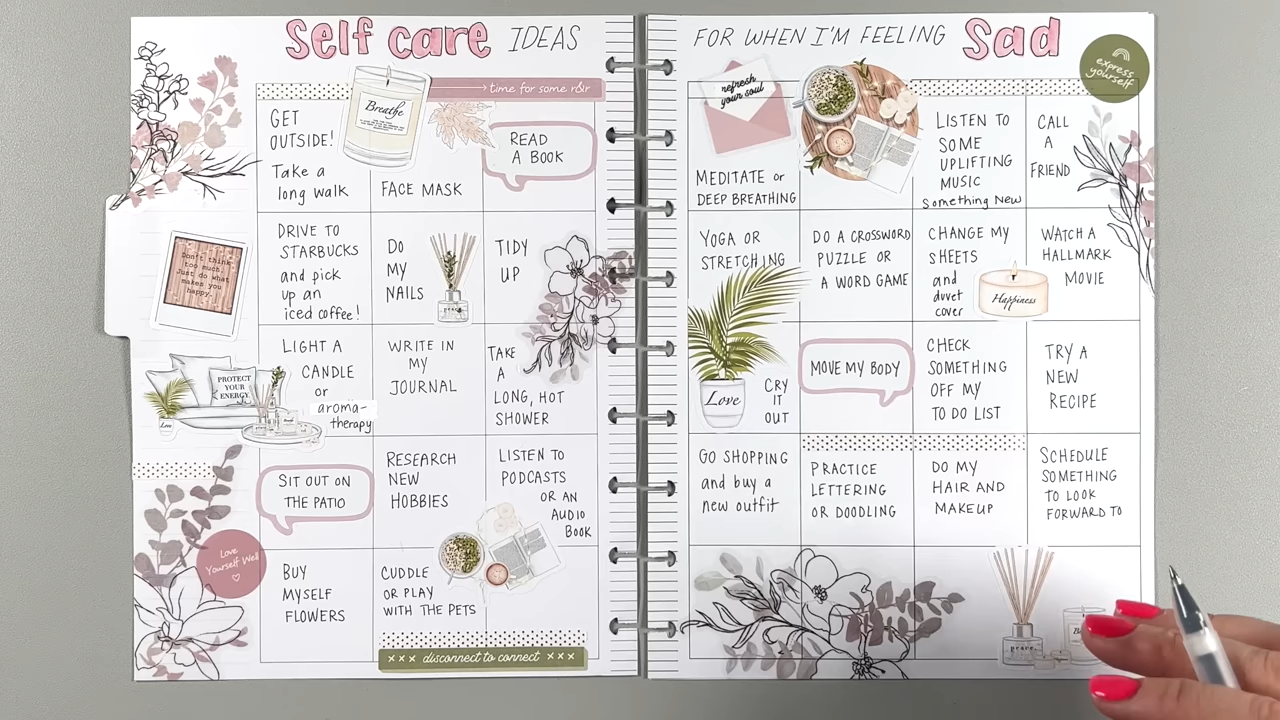 Self care IDEAS
time for some r&r
GET
OUTSIDE!
Take a
long walk
Breathe
FACE MASK
READ
A BOOK
Don't think
too much.
Just do what
makes you
happy.
DRIVE TO
STARBUCKS
and pick
up an
iced coffee!
DO
MY
NAILS
peace.
TIDY
UP
PROTECT
YOUR
ENERGY
Love
LIGHT A
CANDLE
or
aroma-
therapy
WRITE IN
MY
JOURNAL
TAKE
A
LONG, HOT
SHOWER
SIT OUT ON
THE PATIO
RESEARCH
NEW
HOBBIES
LISTEN TO
PODCASTS
OR AN
AUDIO
BOOK
Love
Yourself Well
BUY
MYSELF
FLOWERS
CUDDLE
OR PLAY
WITH THE PETS
××× disconnect to connect ×××
FOR WHEN I'M FEELING Sad
express
yourself
refresh
your soul
MEDITATE or
DEEP BREATHING
LISTEN TO
SOME
UPLIFTING
MUSIC
Something New
CALL
A
FRIEND
YOGA OR
STRETCHING
DO A CROSSWORD
PUZZLE OR
A WORD GAME
CHANGE MY
SHEETS
and
duvet
cover
Happiness
WATCH A
HALLMARK
MOVIE
Love
CRY
IT
OUT
MOVE MY BODY
CHECK
SOMETHING
OFF MY
TO DO LIST
TRY A
NEW
RECIPE
GO SHOPPING
and buy a
new outfit
PRACTICE
LETTERING
OR DOODLING
DO MY
HAIR AND
MAKEUP
SCHEDULE
SOMETHING
TO LOOK
FORWARD TO
peace.